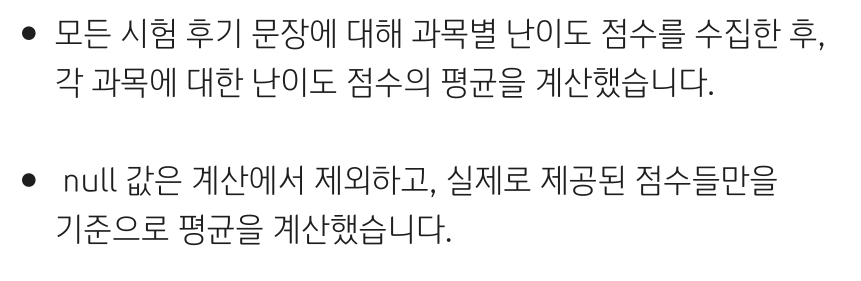 • 모든 시험 후기 문장에 대해 과목별 난이도 점수를 수집한 후,
각 과목에 대한 난이도 점수의 평균을 계산했습니다.
• null 값은 계산에서 제외하고, 실제로 제공된 점수들만을
기준으로 평균을 계산했습니다.